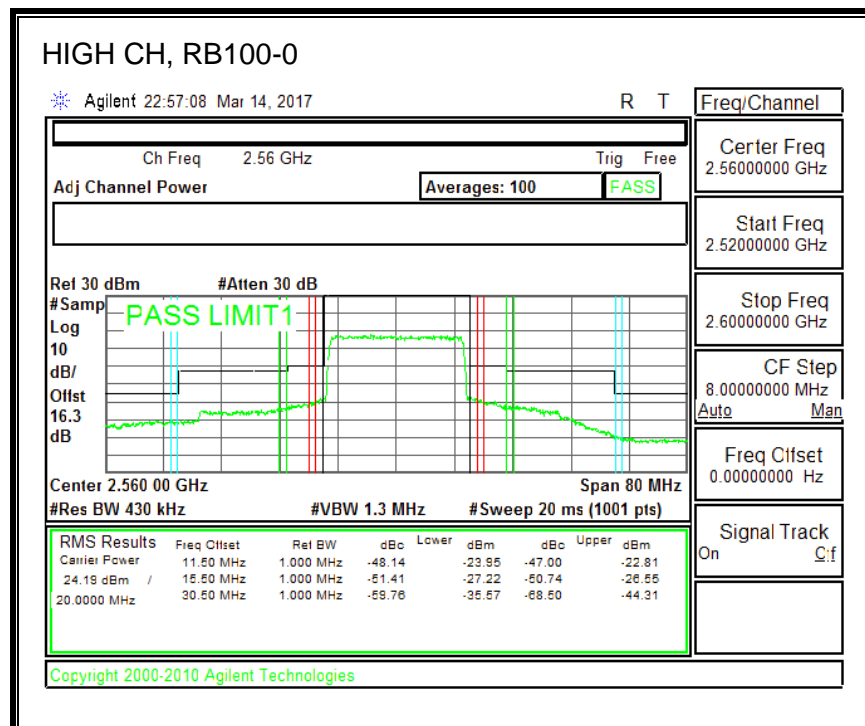 HIGH CH, RB100-0
Agilent 22:57:08 Mar 14, 2017 R T
Freq/Channel
Ch Freq 2.56 GHz Trig Free
Adj Channel Power Averages: 100 PASS
Center Freq
2.56000000 GHz
Start Freq
2.52000000 GHz
Stop Freq
2.60000000 GHz
CF Step
8.00000000 MHz
Auto Man
Freq Offset
0.00000000 Hz
Signal Track
On Off
Ref 30 dBm #Atten 30 dB
#Samp
Log
10
dB/
Offst
16.3
dB
PASS LIMIT1
Center 2.560 00 GHz Span 80 MHz
#Res BW 430 kHz #VBW 1.3 MHz #Sweep 20 ms (1001 pts)
RMS Results Freq Offset Ref BW dBc Lower dBm dBc Upper dBm
Carrier Power 11.50 MHz 1.000 MHz -48.14 -23.95 -47.00 -22.81
24.19 dBm / 15.50 MHz 1.000 MHz -51.41 -27.22 -50.74 -26.55
20.0000 MHz 30.50 MHz 1.000 MHz -59.76 -35.57 -68.50 -44.31
Copyright 2000-2010 Agilent Technologies